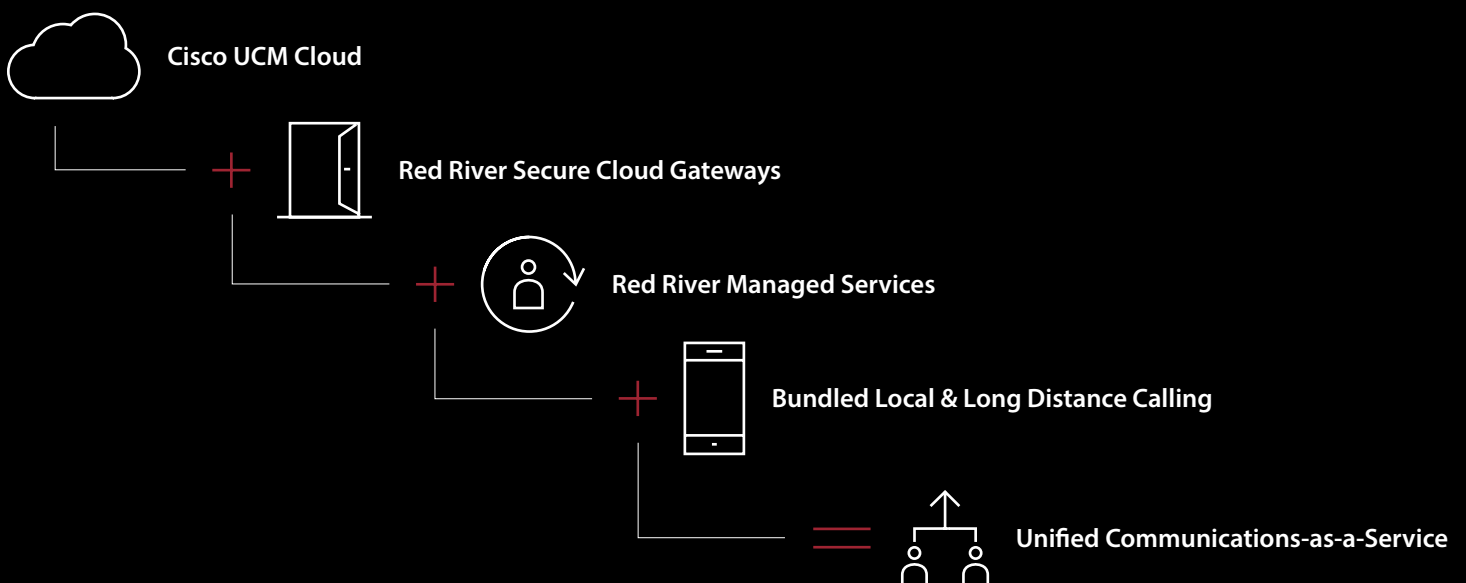 Cisco UCM Cloud
Red River Secure Cloud Gateways
Red River Managed Services
Bundled Local & Long Distance Calling
Unified Communications-as-a-Service